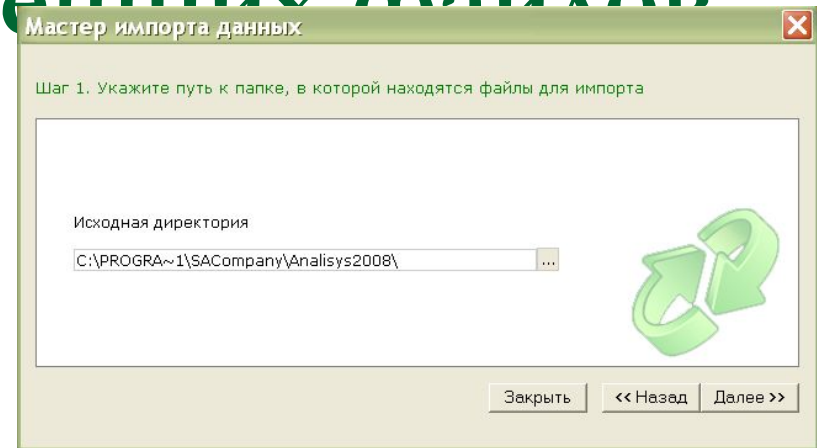 Мастер импорта данных
Шаг 1. Укажите путь к папке, в которой находятся файлы для импорта
Исходная директория
C:\PROGRA~1\SACompany\Analisys2008\
...
Закрыть
<< Назад
Далее >>